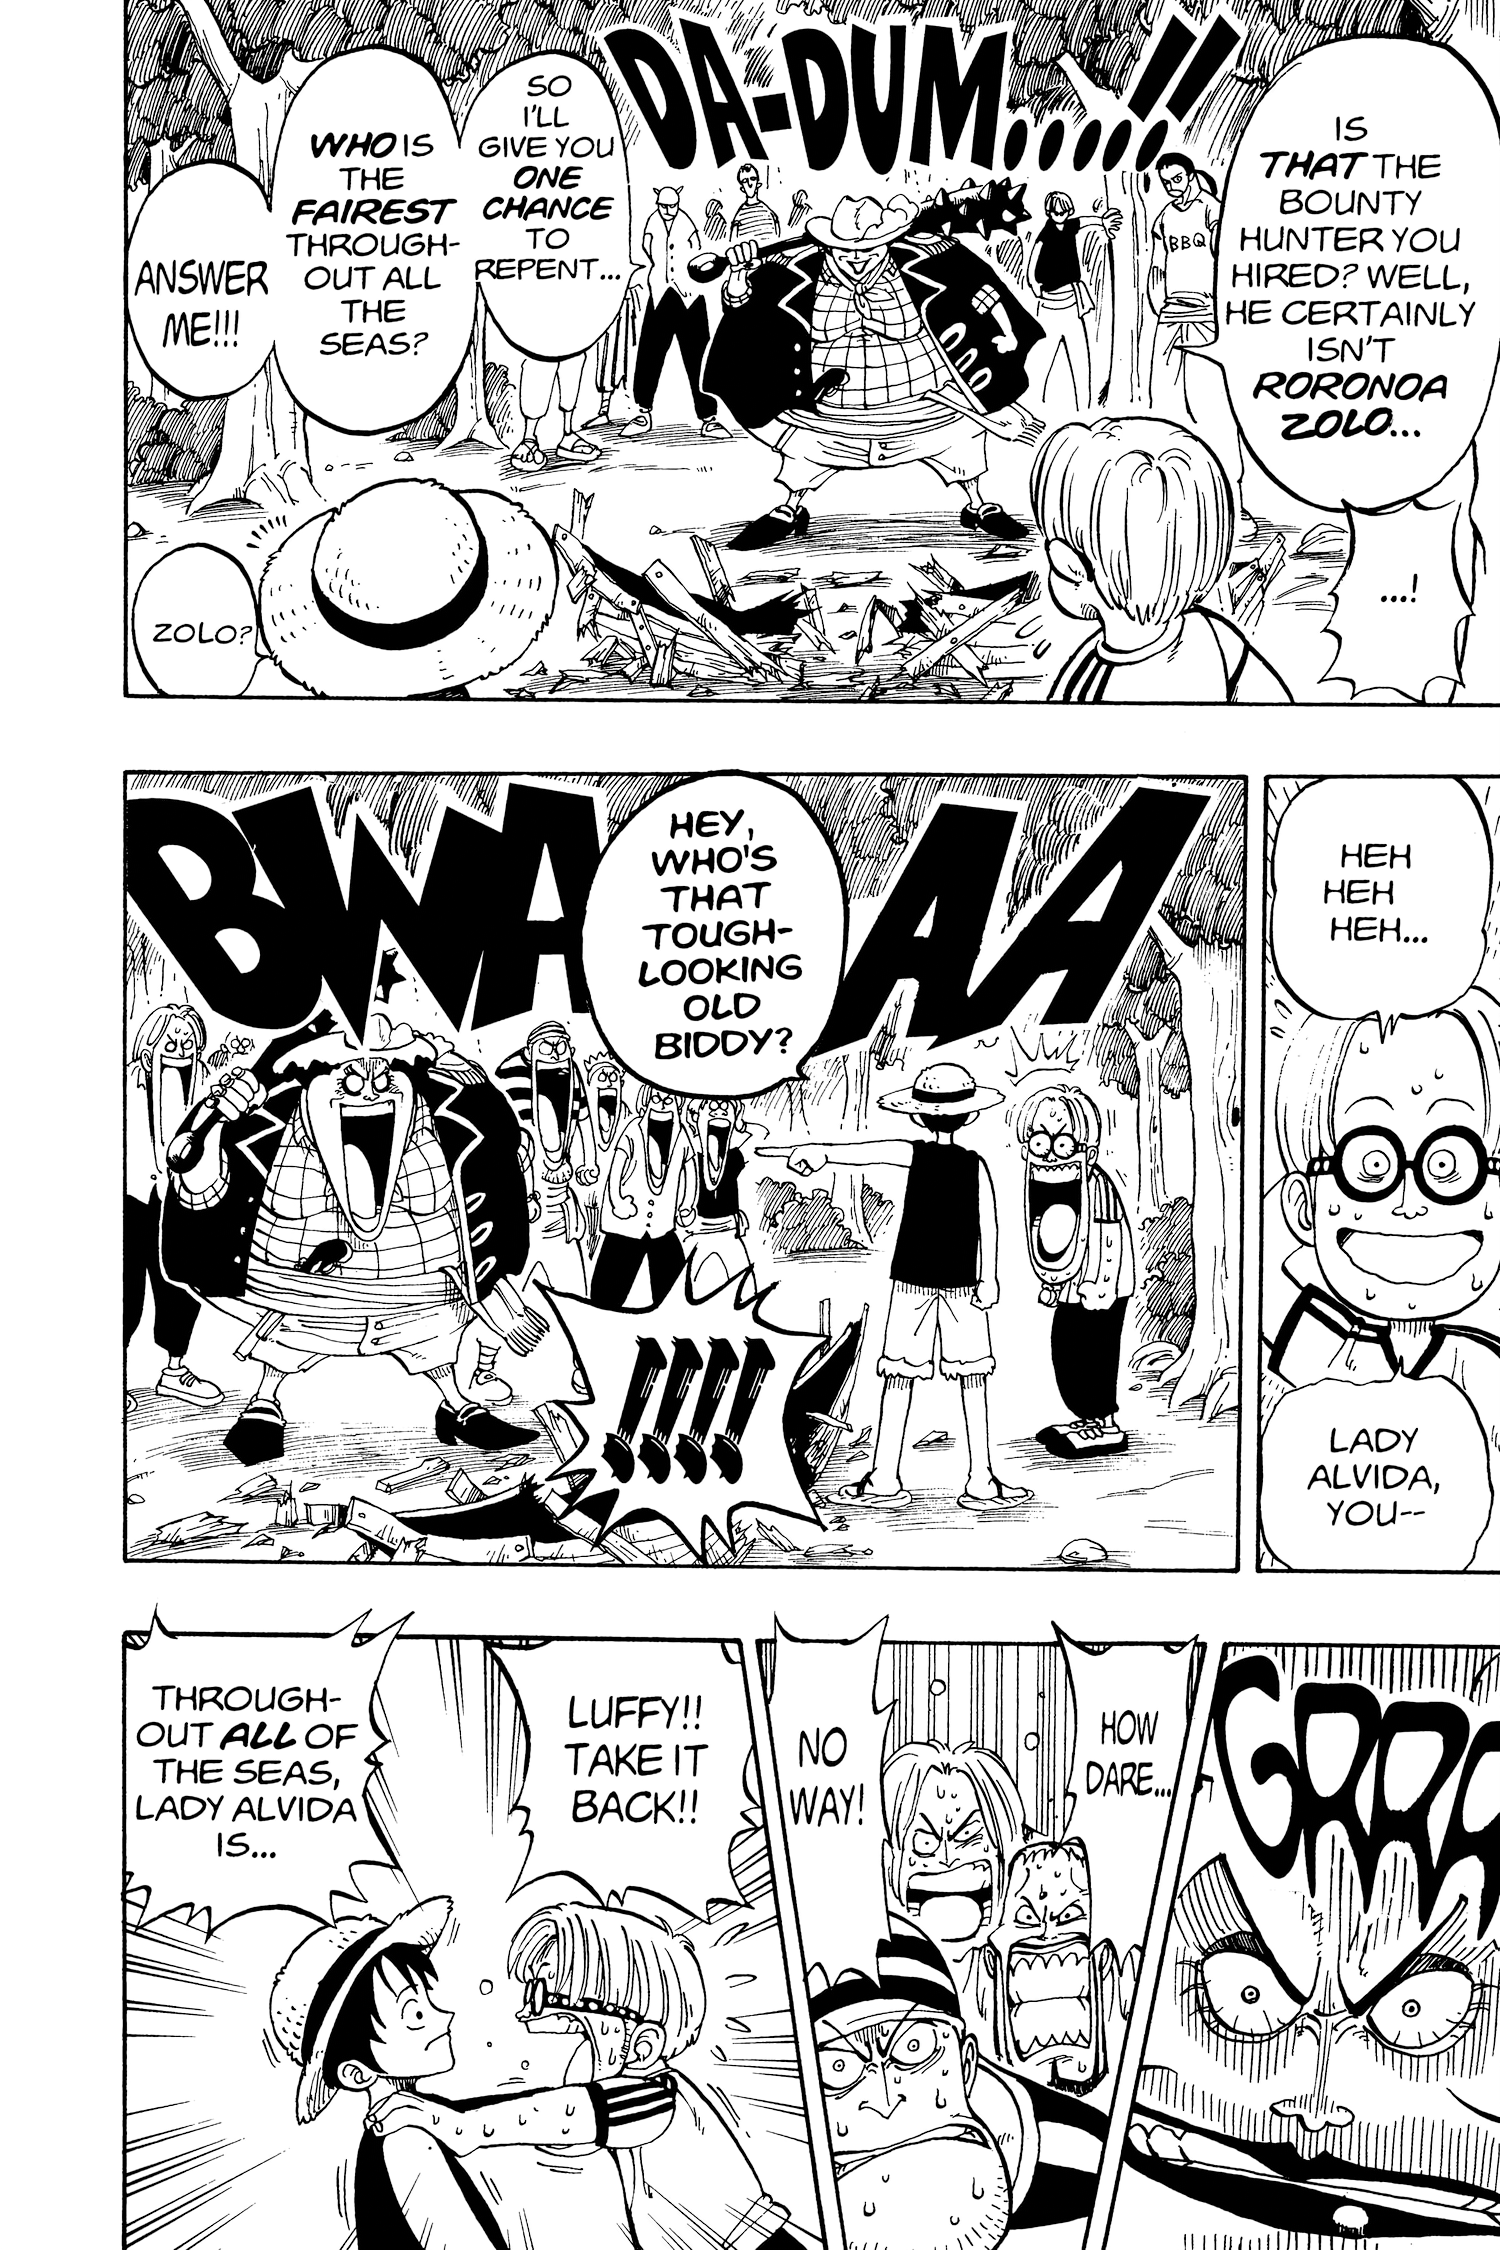 IS
THAT THE
BOUNTY
HUNTER YOU
HIRED? WELL,
HE CERTAINLY
ISN'T
RORONOA
ZOLO...
...!
BBQ
DA-DUM.....!!
SO
I'LL
GIVE YOU
ONE
CHANCE
TO
REPENT...
WHO IS
THE
FAIREST
THROUGH-
OUT ALL
THE
SEAS?
ANSWER
ME!!!
ZOLO?
HEH
HEH
HEH...
LADY
ALVIDA,
YOU--
HEY,
WHO'S
THAT
TOUGH-
LOOKING
OLD
BIDDY?
BWA AA
!!!!
GRRR
HOW
DARE...
NO
WAY!
LUFFY!!
TAKE IT
BACK!!
THROUGH-
OUT ALL OF
THE SEAS,
LADY ALVIDA
IS...